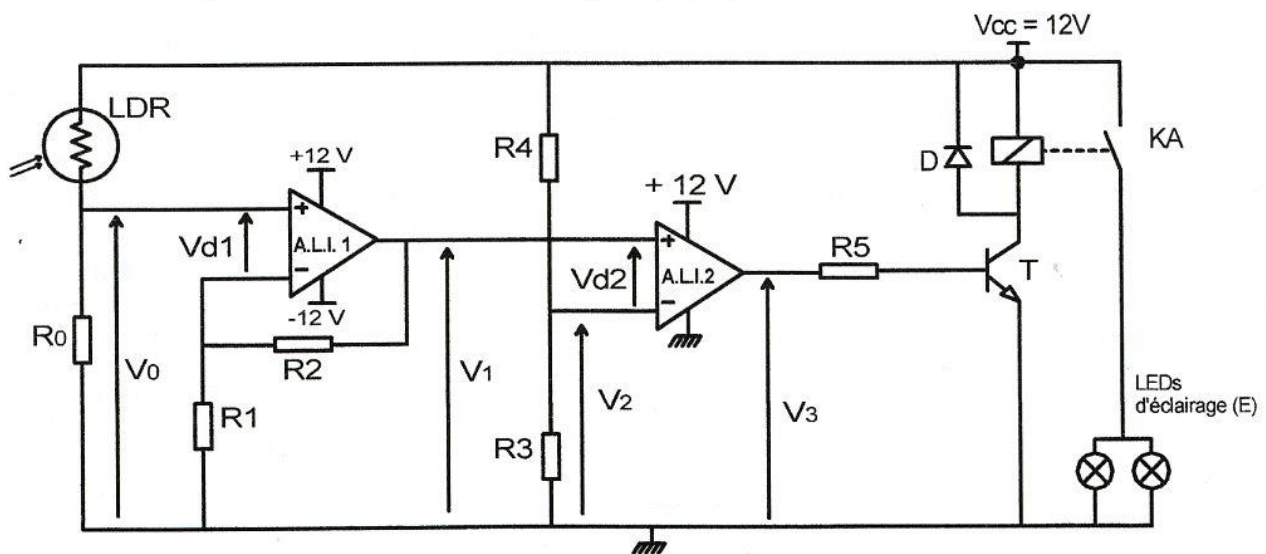 Vcc = 12V
LDR
+12 V
R4
D
KA
+ 12 V
Vd1
+
A.L.I. 1
-
-12 V
Vd2
+
A.L.I.2
-
R5
T
R0
V0
R2
V1
R1
V2
R3
V3
LEDs
d'éclairage (E)